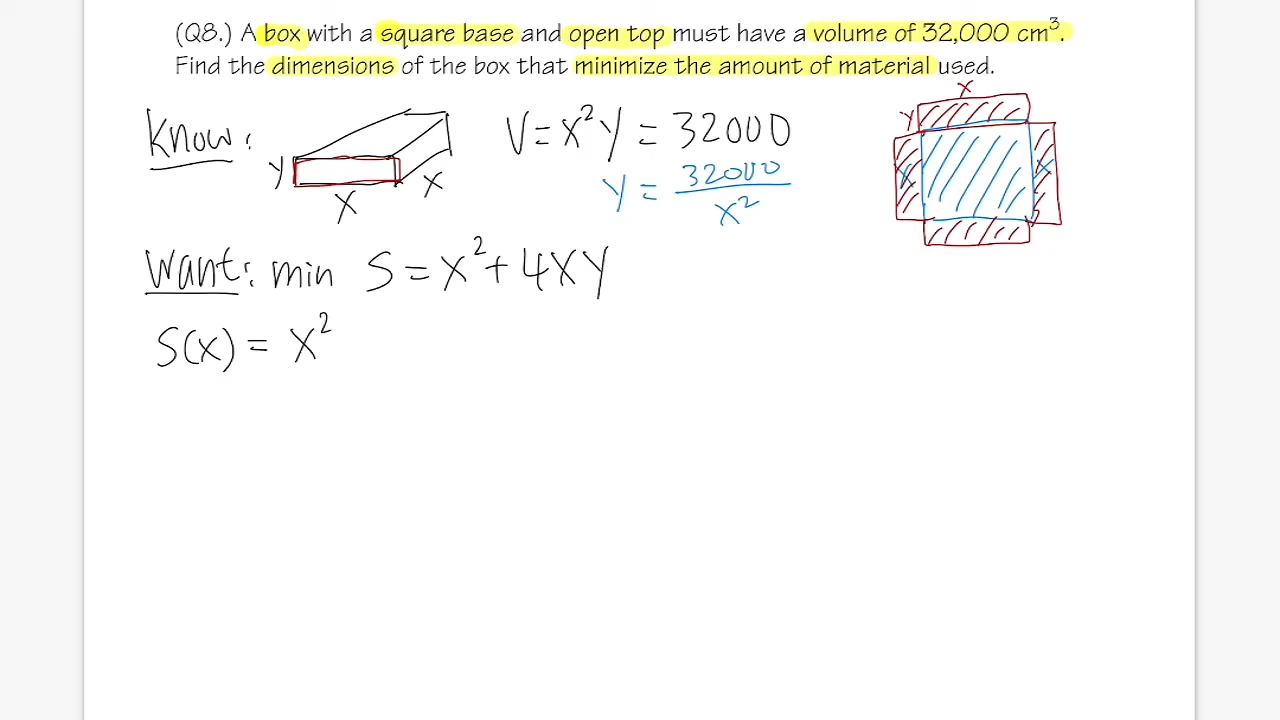 (Q8.) A box with a square base and open top must have a volume of 32,000 cm³.
Find the dimensions of the box that minimize the amount of material used.
Know:
Y
X
X
V = X²Y = 32000
Y = 32000/X²
X
Y
X
X
Want: min S = X² + 4XY
S(x) = X²